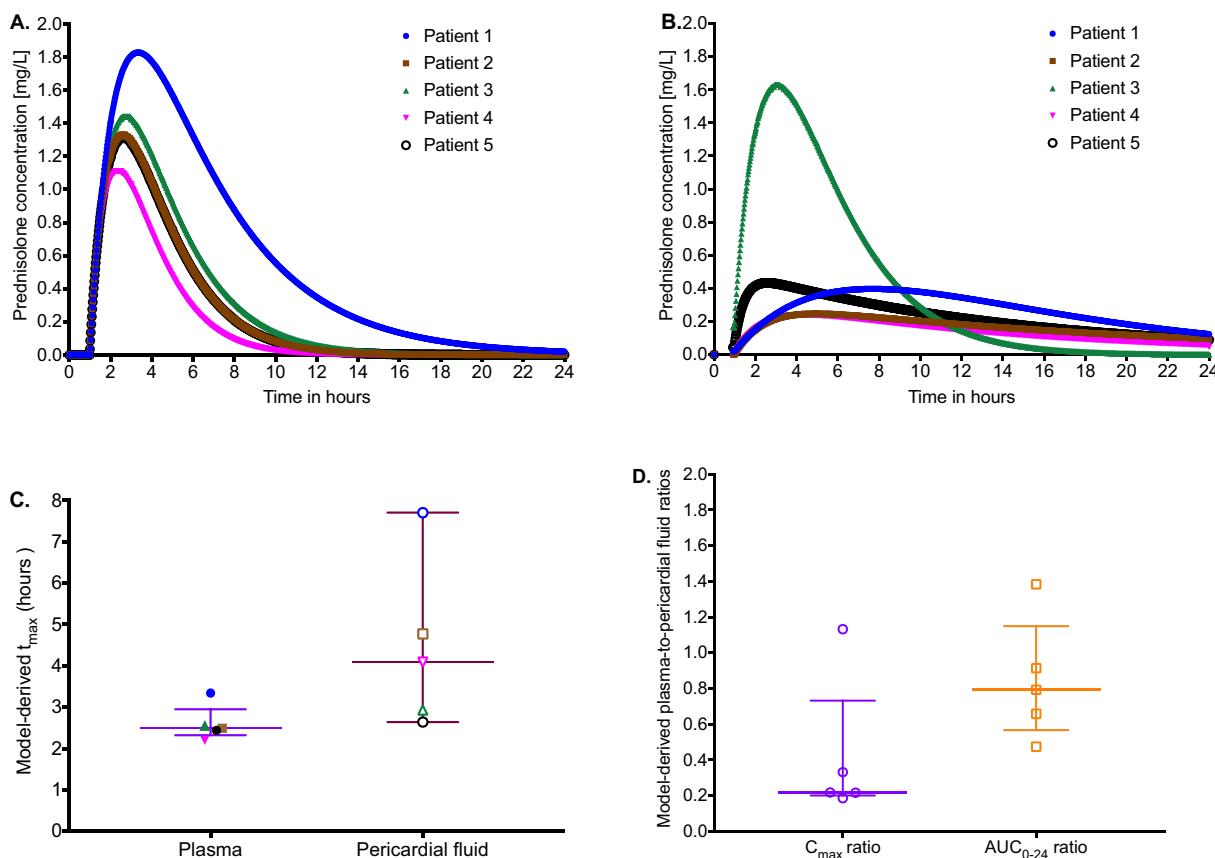 A.
Prednisolone concentration [mg/L]
2.0
1.8
1.6
1.4
1.2
1.0
0.8
0.6
0.4
0.2
0.0
0 2 4 6 8 10 12 14 16 18 20 22 24
Time in hours
Patient 1
Patient 2
Patient 3
Patient 4
Patient 5
B.
Prednisolone concentration [mg/L]
2.0
1.8
1.6
1.4
1.2
1.0
0.8
0.6
0.4
0.2
0.0
0 2 4 6 8 10 12 14 16 18 20 22 24
Time in hours
Patient 1
Patient 2
Patient 3
Patient 4
Patient 5
C.
Model-derived tmax (hours )
8
7
6
5
4
3
2
1
0
Plasma Pericardial fluid
D.
Model-derived plasma-to-pericardial fluid ratios
2.0
1.8
1.6
1.4
1.2
1.0
0.8
0.6
0.4
0.2
0.0
Cmax ratio AUC0-24 ratio